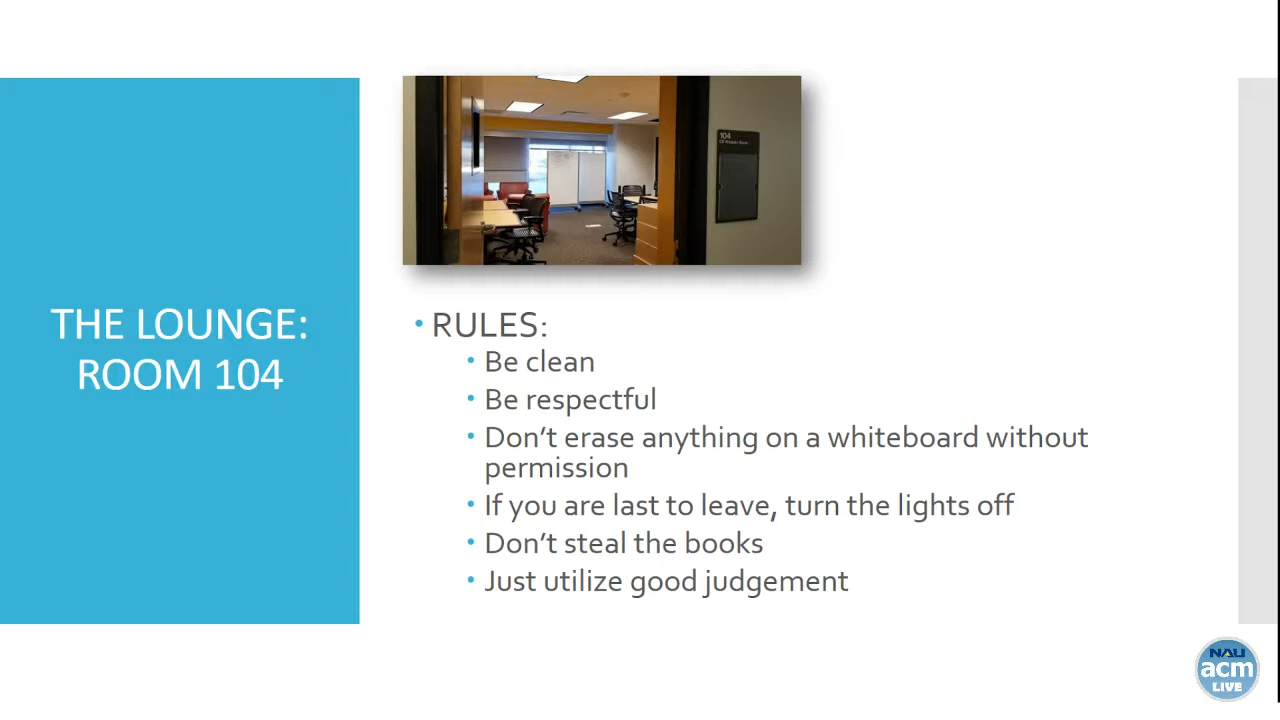 104
THE LOUNGE:
ROOM 104
• RULES:
• Be clean
• Be respectful
• Don’t erase anything on a whiteboard without
permission
• If you are last to leave, turn the lights off
• Don’t steal the books
• Just utilize good judgement
NAU
acm
LIVE